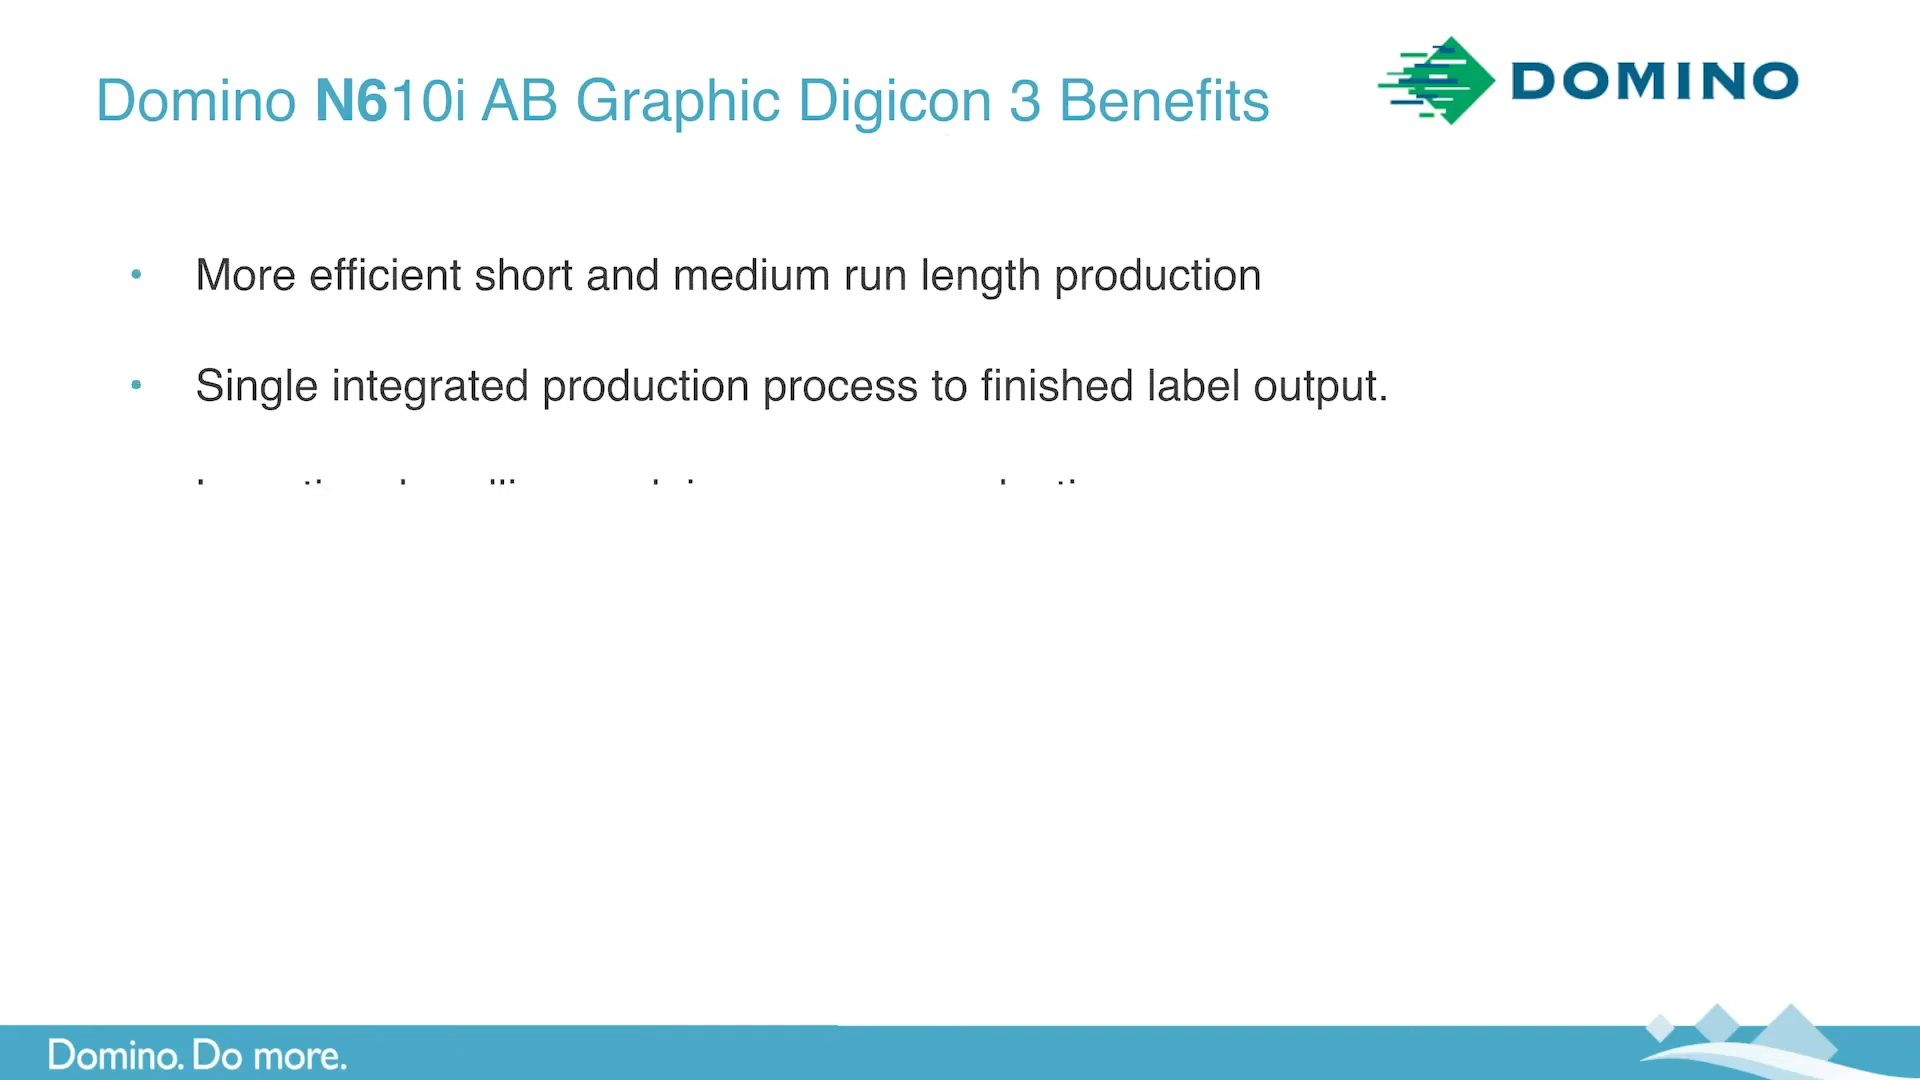 Domino N610i AB Graphic Digicon 3 Benefits
DOMINO
• More efficient short and medium run length production
• Single integrated production process to finished label output.
Domino. Do more.